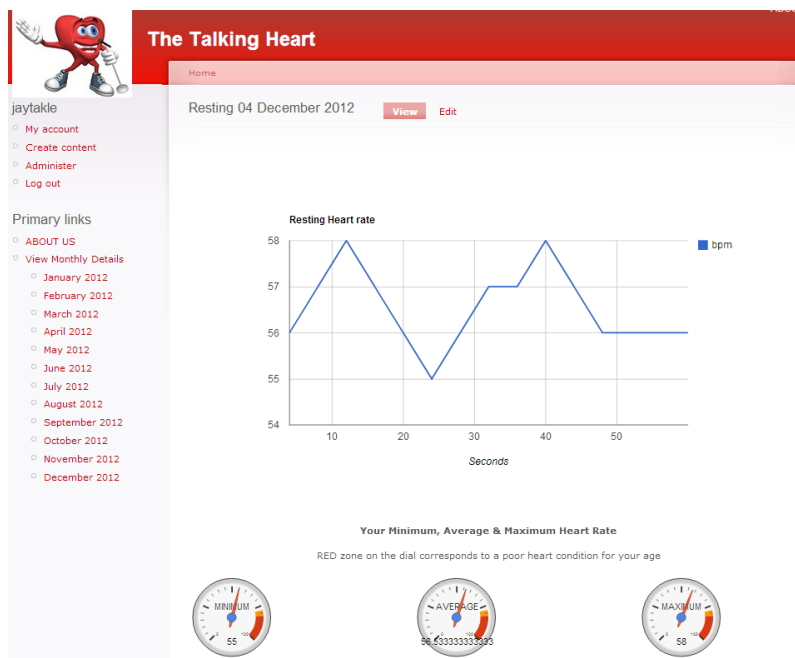 The Talking Heart
Home
jaytakle
My account
Create content
Administer
Log out
Primary links
ABOUT US
View Monthly Details
January 2012
February 2012
March 2012
April 2012
May 2012
June 2012
July 2012
August 2012
September 2012
October 2012
November 2012
December 2012
Resting 04 December 2012
View
Edit
Resting Heart rate
58
57
56
55
54
bpm
10 20 30 40 50
Seconds
Your Minimum, Average & Maximum Heart Rate
RED zone on the dial corresponds to a poor heart condition for your age
MINIMUM
55
AVERAGE
56.533333333333
MAXIMUM
58